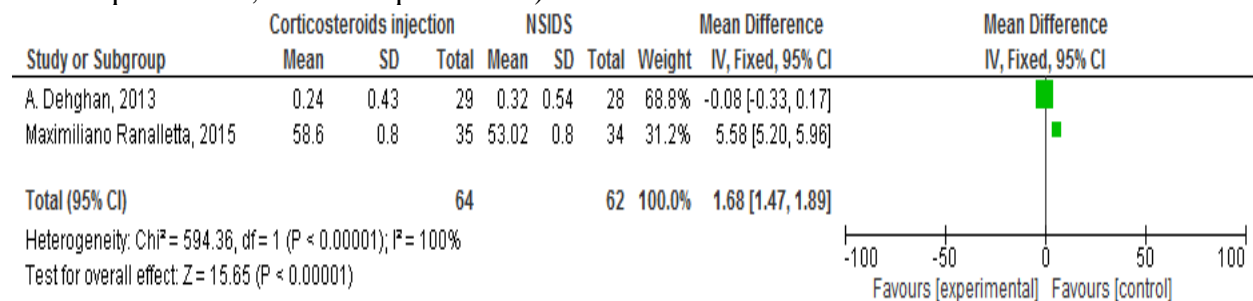 Corticosteroids injection NSIDS Mean Difference Mean Difference
Study or Subgroup Mean SD Total Mean SD Total Weight IV, Fixed, 95% CI IV, Fixed, 95% CI
A. Dehghan, 2013 0.24 0.43 29 0.32 0.54 28 68.8% -0.08 [-0.33, 0.17]
Maximiliano Ranalletta, 2015 58.6 0.8 35 53.02 0.8 34 31.2% 5.58 [5.20, 5.96]
Total (95% CI) 64 62 100.0% 1.68 [1.47, 1.89]
Heterogeneity: Chi² = 594.36, df = 1 (P < 0.00001); I² = 100%
Test for overall effect: Z = 15.65 (P < 0.00001)
-100 -50 0 50 100
Favours [experimental] Favours [control]